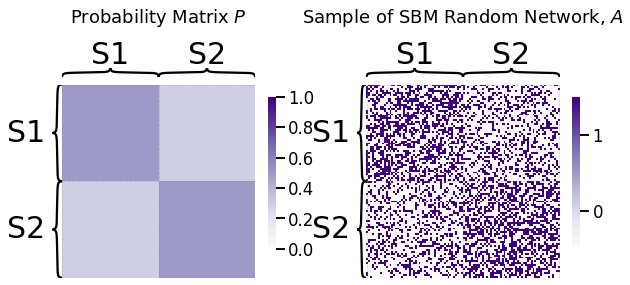 Probability Matrix P
S1 S2
S1
S2
1.0
0.8
0.6
0.4
0.2
0.0
Sample of SBM Random Network, A
S1 S2
S1
S2
1
0